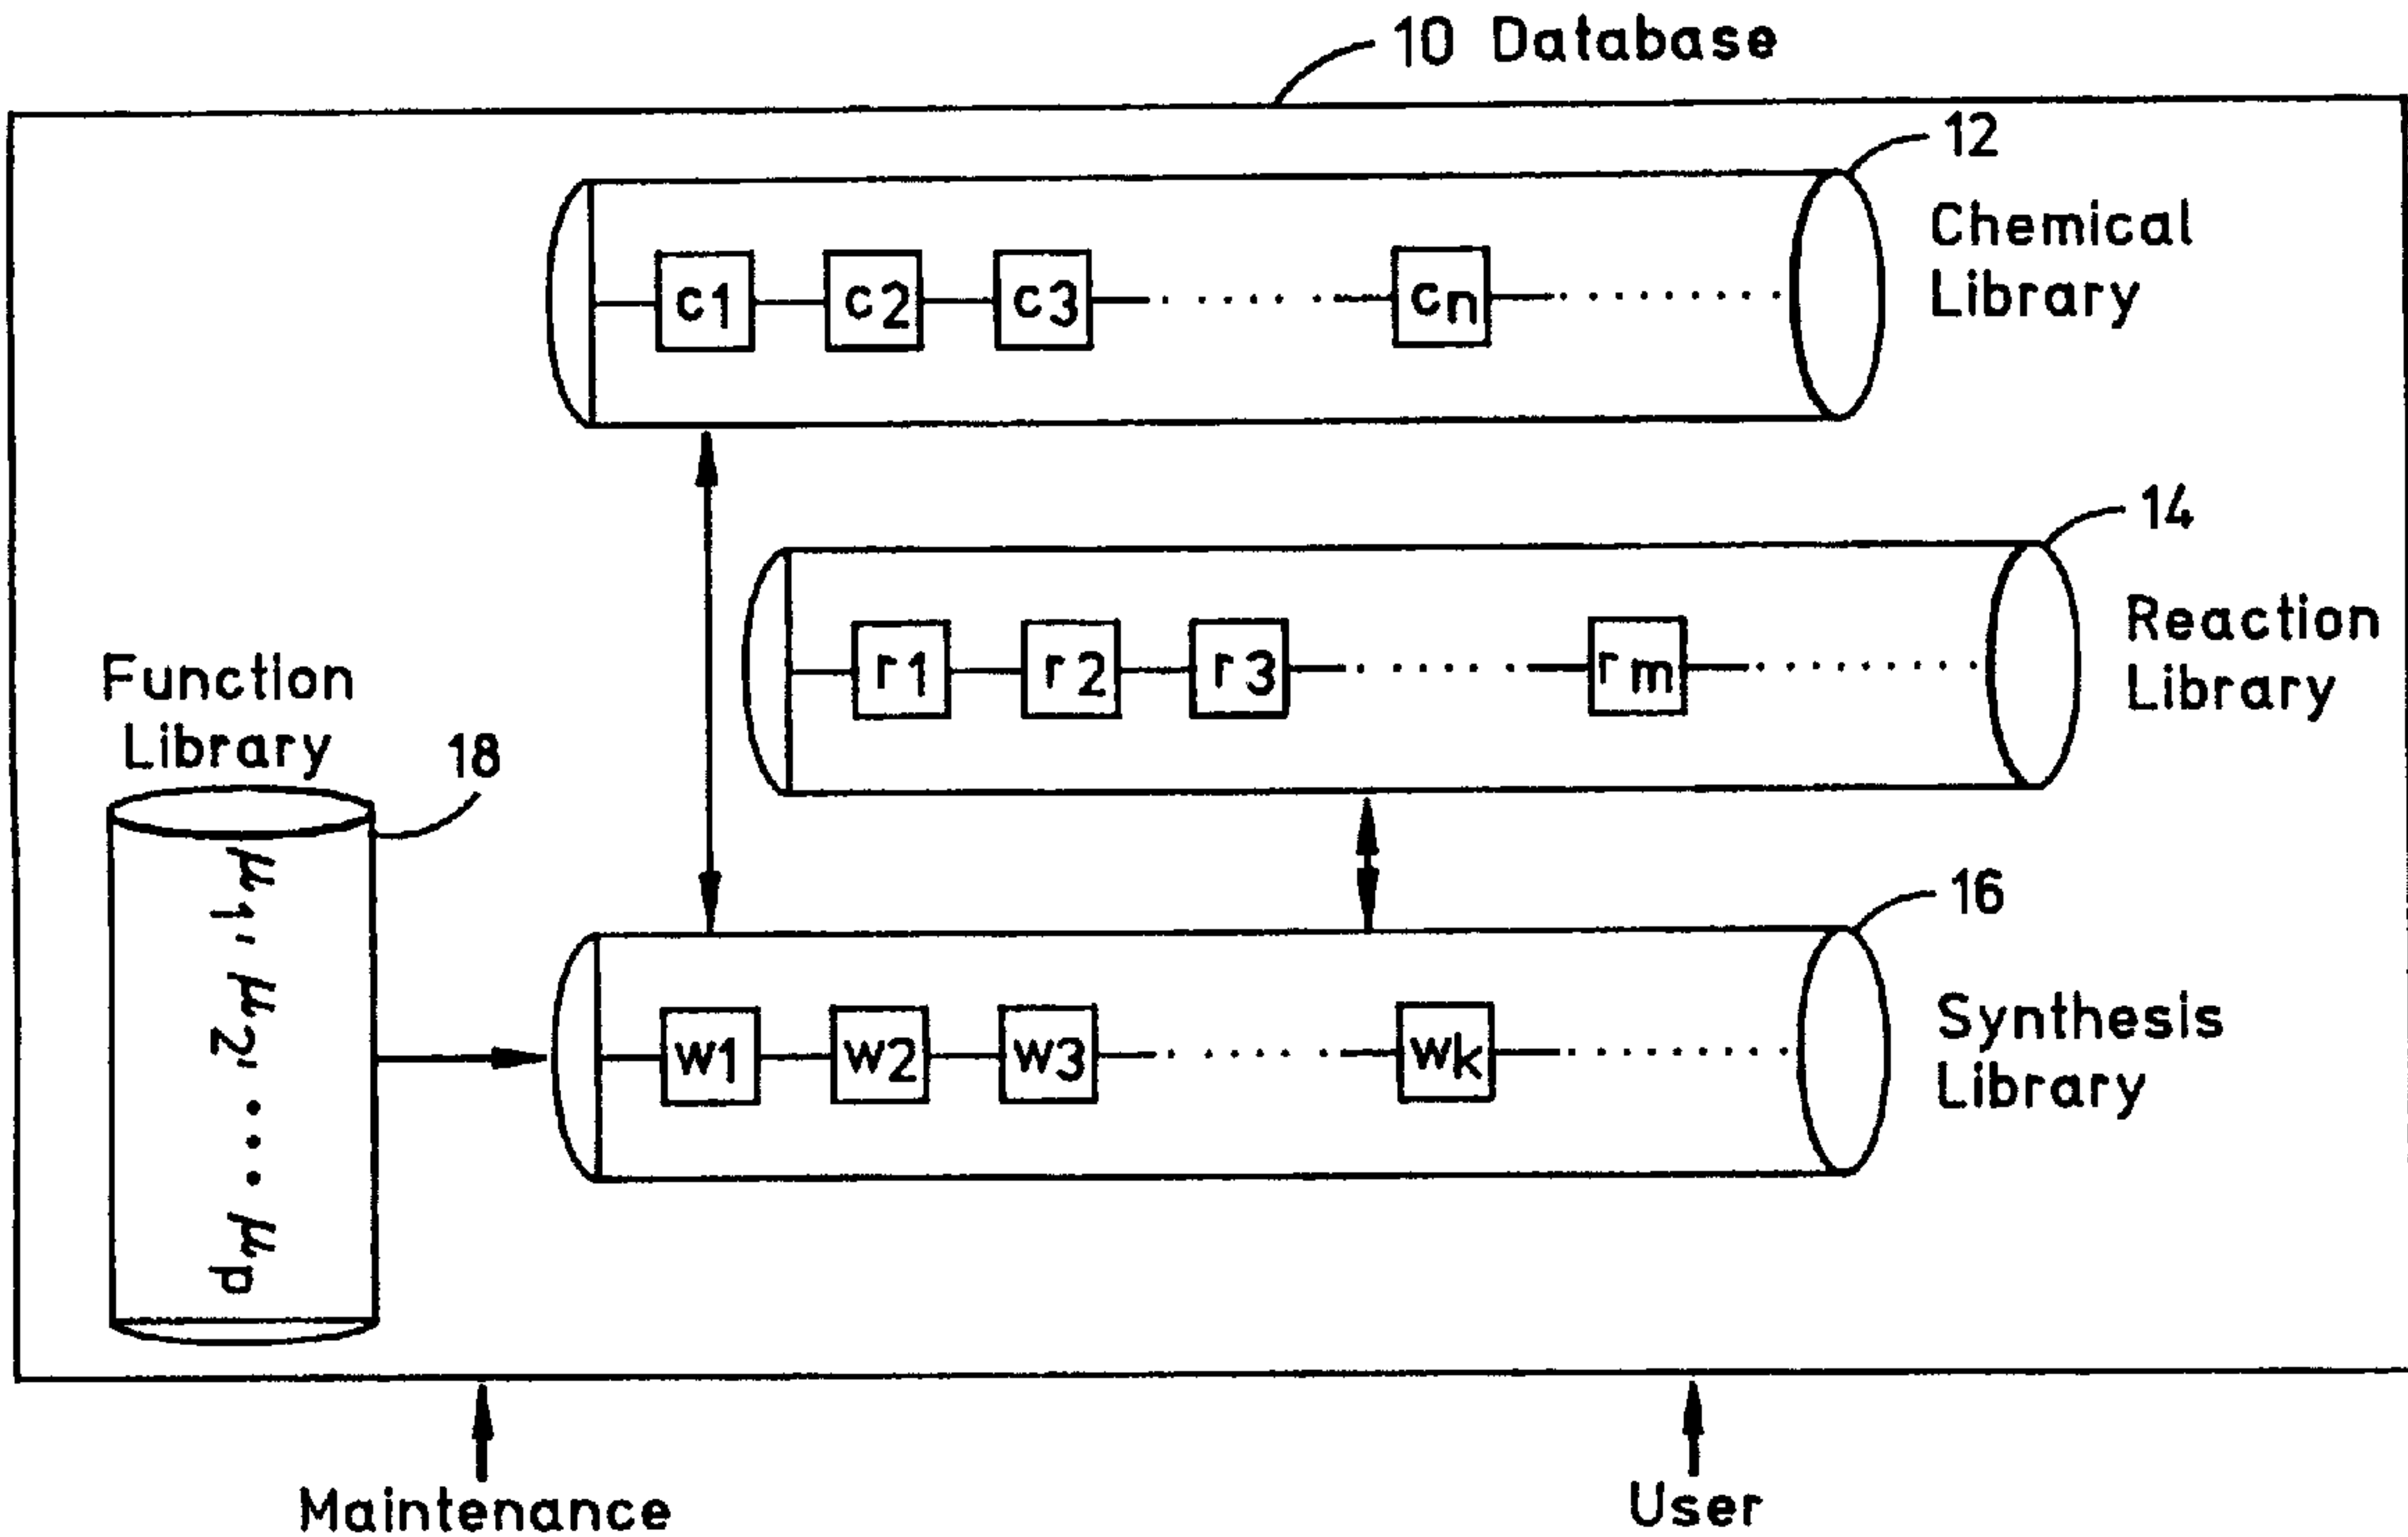 10 Database
12
Chemical
Library
c1 c2 c3 ...... cn ........
14
Reaction
Library
r1 r2 r3 ...... rm ........
Function
Library
18
μ1, μ2, ... μp
16
Synthesis
Library
w1 w2 w3 ...... wk ........
Maintenance
User